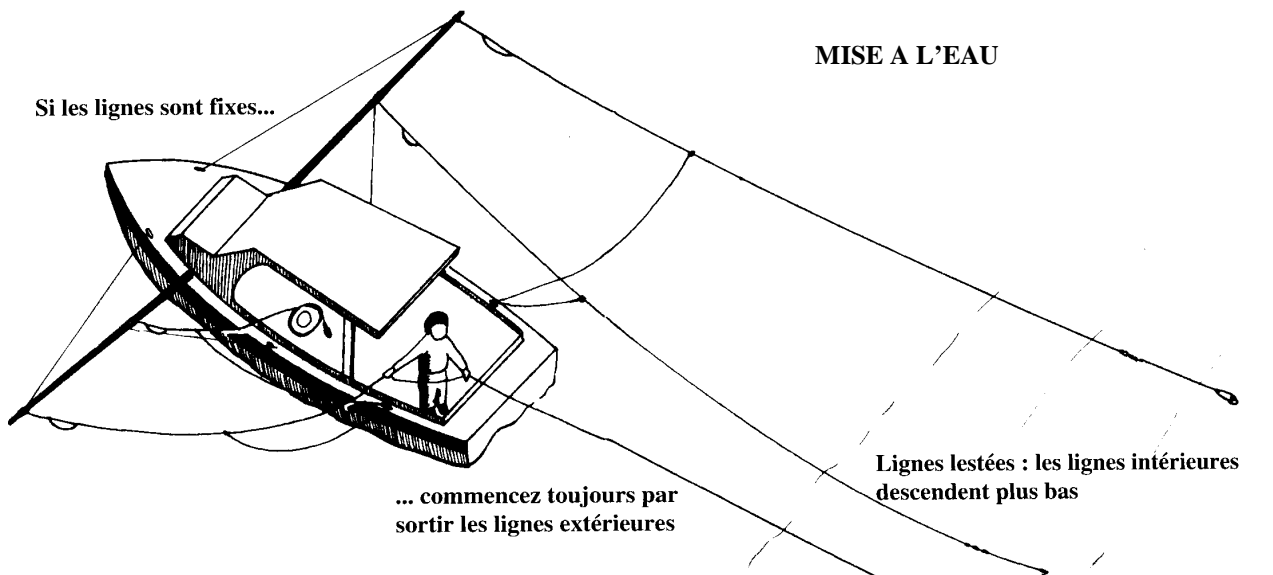 MISE A L'EAU
Si les lignes sont fixes...
... commencez toujours par
sortir les lignes extérieures
Lignes lestées : les lignes intérieures
descendent plus bas